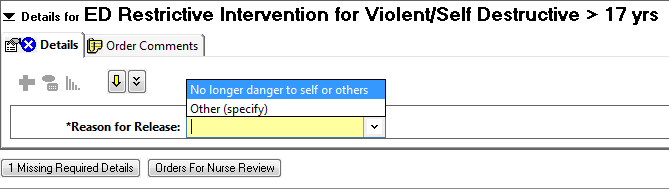 Details for ED Restrictive Intervention for Violent/Self Destructive > 17 yrs
Details
Order Comments
No longer danger to self or others
Other (specify)
*Reason for Release:
1 Missing Required Details
Orders For Nurse Review